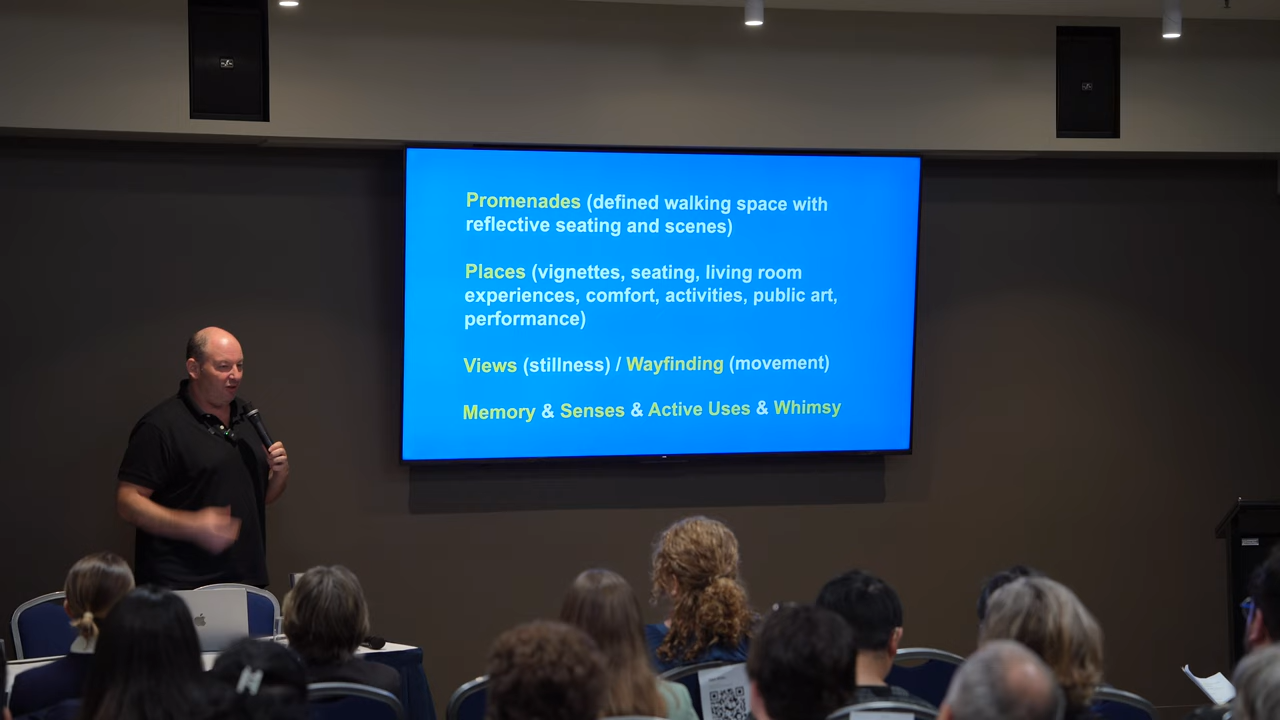 Promenades (defined walking space with
reflective seating and scenes)
Places (vignettes, seating, living room
experiences, comfort, activities, public art,
performance)
Views (stillness) / Wayfinding (movement)
Memory & Senses & Active Uses & Whimsy